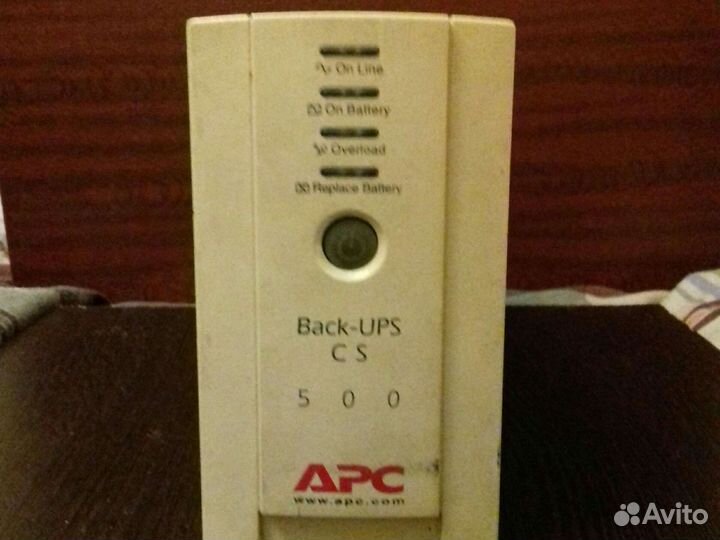 On Line
On Battery
Overload
Replace Battery
Back-UPS
CS
500
APC
www.apc.com
Avito